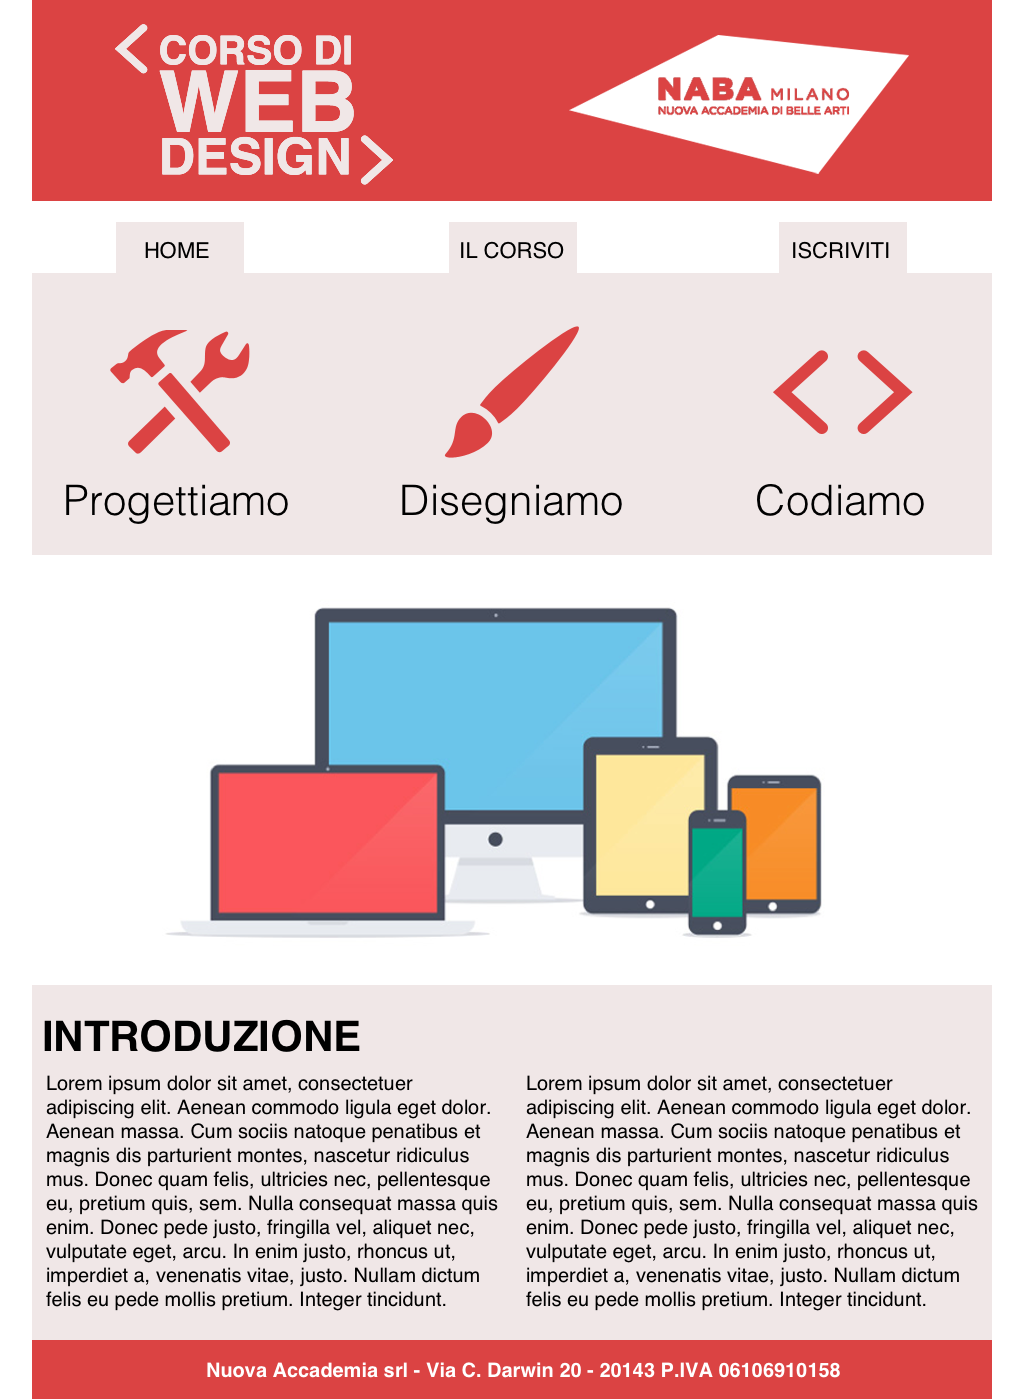 CORSO DI
WEB
DESIGN
NABA MILANO
NUOVA ACCADEMIA DI BELLE ARTI
HOME
IL CORSO
ISCRIVITI
Progettiamo
Disegniamo
Codiamo
INTRODUZIONE
Lorem ipsum dolor sit amet, consectetuer
adipiscing elit. Aenean commodo ligula eget dolor.
Aenean massa. Cum sociis natoque penatibus et
magnis dis parturient montes, nascetur ridiculus
mus. Donec quam felis, ultricies nec, pellentesque
eu, pretium quis, sem. Nulla consequat massa quis
enim. Donec pede justo, fringilla vel, aliquet nec,
vulputate eget, arcu. In enim justo, rhoncus ut,
imperdiet a, venenatis vitae, justo. Nullam dictum
felis eu pede mollis pretium. Integer tincidunt.
Lorem ipsum dolor sit amet, consectetuer
adipiscing elit. Aenean commodo ligula eget dolor.
Aenean massa. Cum sociis natoque penatibus et
magnis dis parturient montes, nascetur ridiculus
mus. Donec quam felis, ultricies nec, pellentesque
eu, pretium quis, sem. Nulla consequat massa quis
enim. Donec pede justo, fringilla vel, aliquet nec,
vulputate eget, arcu. In enim justo, rhoncus ut,
imperdiet a, venenatis vitae, justo. Nullam dictum
felis eu pede mollis pretium. Integer tincidunt.
Nuova Accademia srl - Via C. Darwin 20 - 20143 P.IVA 06106910158